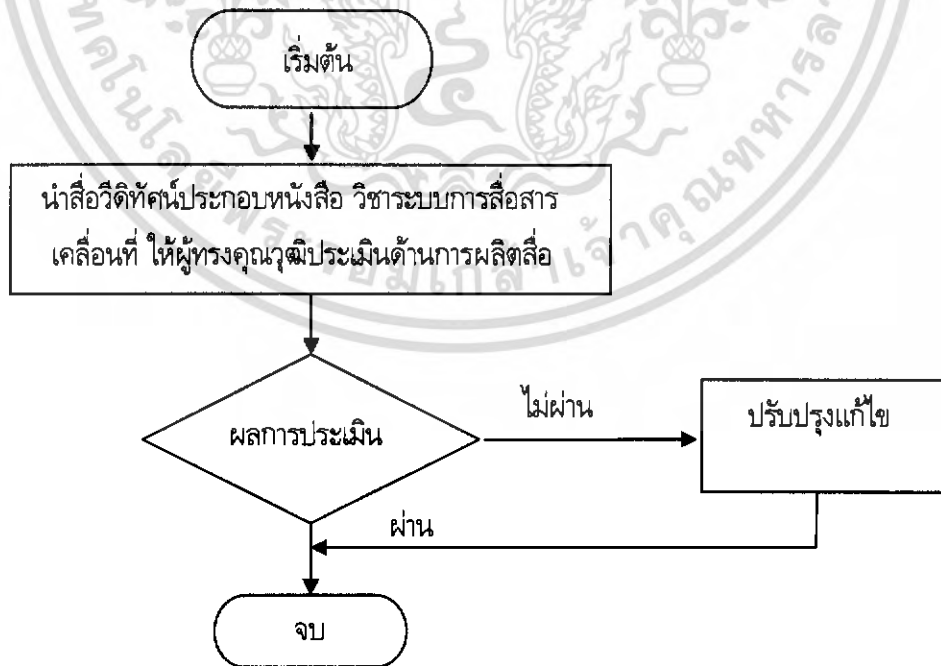 เริ่มต้น
นำสื่อวีดิทัศน์ประกอบหนังสือ วิชาระบบการสื่อสาร
เคลื่อนที่ ให้ผู้ทรงคุณวุฒิประเมินด้านการผลิตสื่อ
ผลการประเมิน
ไม่ผ่าน
ปรับปรุงแก้ไข
ผ่าน
จบ